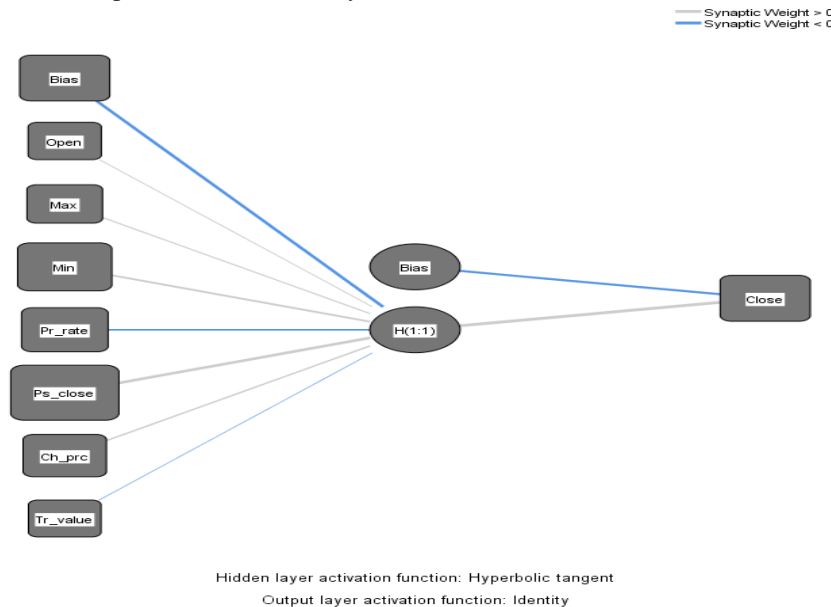 Synaptic Weight > 0
Synaptic Weight < 0
Bias
Open
Max
Min
Pr_rate
Ps_close
Ch_prc
Tr_value
Bias
H(1:1)
Close
Hidden layer activation function: Hyperbolic tangent
Output layer activation function: Identity